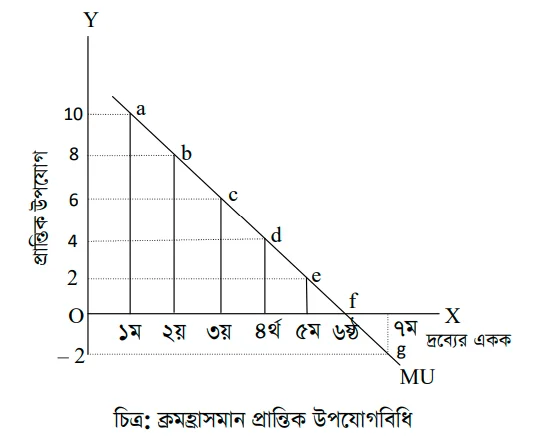 Y
10
a
8
b
6
c
4
d
2
e
f
O
X
১ম ২য় ৩য় ৪র্থ ৫ম ৬ষ্ঠ ৭ম
দ্রব্যের একক
g
– 2
MU
প্রান্তিক উপযোগ
চিত্র: ক্রমহ্রাসমান প্রান্তিক উপযোগবিধি